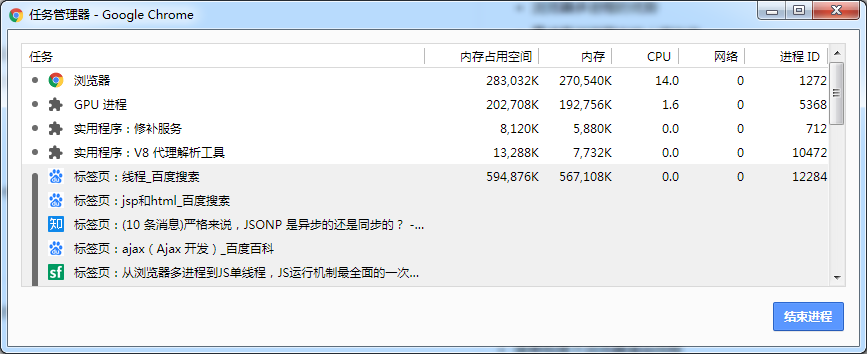 任务管理器 - Google Chrome
任务 内存占用空间 内存 CPU 网络 进程 ID
浏览器 283,032K 270,540K 14.0 0 1272
GPU 进程 202,708K 192,756K 1.6 0 5368
实用程序：修补服务 8,120K 5,880K 0.0 0 712
实用程序：V8 代理解析工具 13,288K 7,732K 0.0 0 10472
标签页：线程_百度搜索 594,876K 567,108K 0.0 0 12284
标签页：jsp和html_百度搜索
知 标签页：(10 条消息)严格来说，JSONP 是异步的还是同步的？ -...
标签页：ajax（Ajax 开发）_百度百科
sf 标签页：从浏览器多进程到JS单线程，JS运行机制最全面的一次...
结束进程